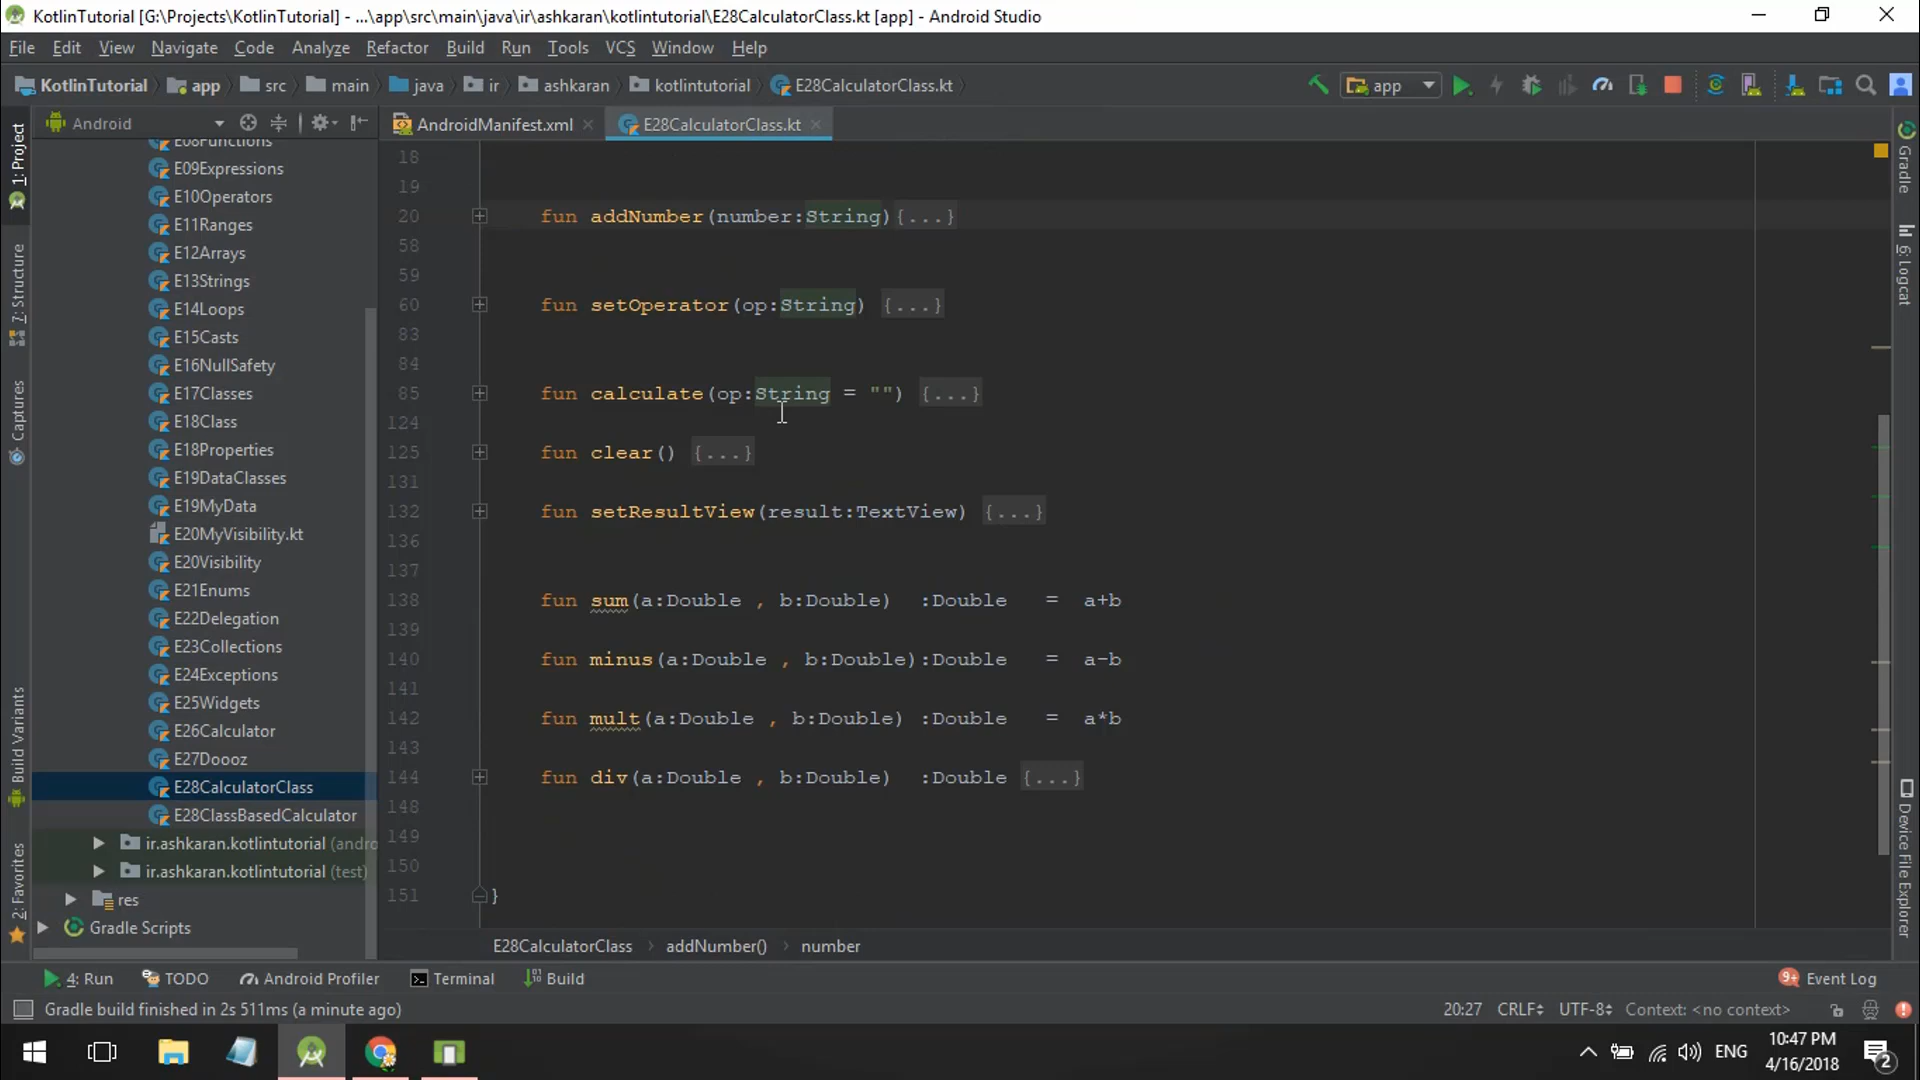 KotlinTutorial [G:\Projects\KotlinTutorial] - ...\app\src\main\java\ir\ashkaran\kotlintutorial\E28CalculatorClass.kt [app] - Android Studio
File Edit View Navigate Code Analyze Refactor Build Run Tools VCS Window Help
KotlinTutorial app src main java ir ashkaran kotlintutorial E28CalculatorClass.kt app
Android
AndroidManifest.xml E28CalculatorClass.kt
1: Project
7: Structure
Captures
Build Variants
2: Favorites
E08Functions
E09Expressions
E10Operators
E11Ranges
E12Arrays
E13Strings
E14Loops
E15Casts
E16NullSafety
E17Classes
E18Class
E18Properties
E19DataClasses
E19MyData
E20MyVisibility.kt
E20Visibility
E21Enums
E22Delegation
E23Collections
E24Exceptions
E25Widgets
E26Calculator
E27Doooz
E28CalculatorClass
E28ClassBasedCalculator
ir.ashkaran.kotlintutorial (andro
ir.ashkaran.kotlintutorial (test)
res
Gradle Scripts
18
19
20 fun addNumber(number:String){...}
58
59
60 fun setOperator(op:String) {...}
83
84
85 fun calculate(op:String = "") {...}
124
125 fun clear() {...}
131
132 fun setResultView(result:TextView) {...}
136
137
138 fun sum(a:Double , b:Double) :Double = a+b
139
140 fun minus(a:Double , b:Double):Double = a-b
141
142 fun mult(a:Double , b:Double) :Double = a*b
143
144 fun div(a:Double , b:Double) :Double {...}
148
149
150
151 }
Gradle
6: Logcat
Device File Explorer
E28CalculatorClass › addNumber() › number
4: Run TODO Android Profiler Terminal Build 9+ Event Log
Gradle build finished in 2s 511ms (a minute ago) 20:27 CRLF UTF-8 Context: <no context>
ENG 10:47 PM
4/16/2018 2